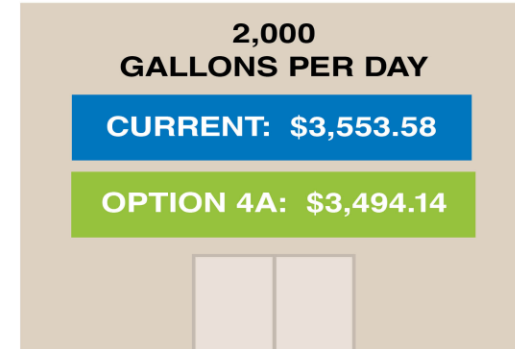 2,000
GALLONS PER DAY
CURRENT: $3,553.58
OPTION 4A: $3,494.14